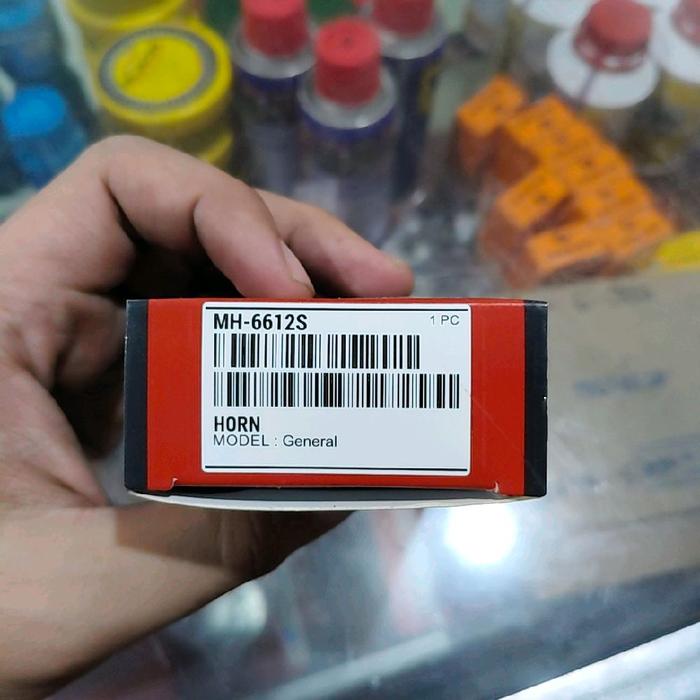 MH-6612S
1 PC
HORN
MODEL : General